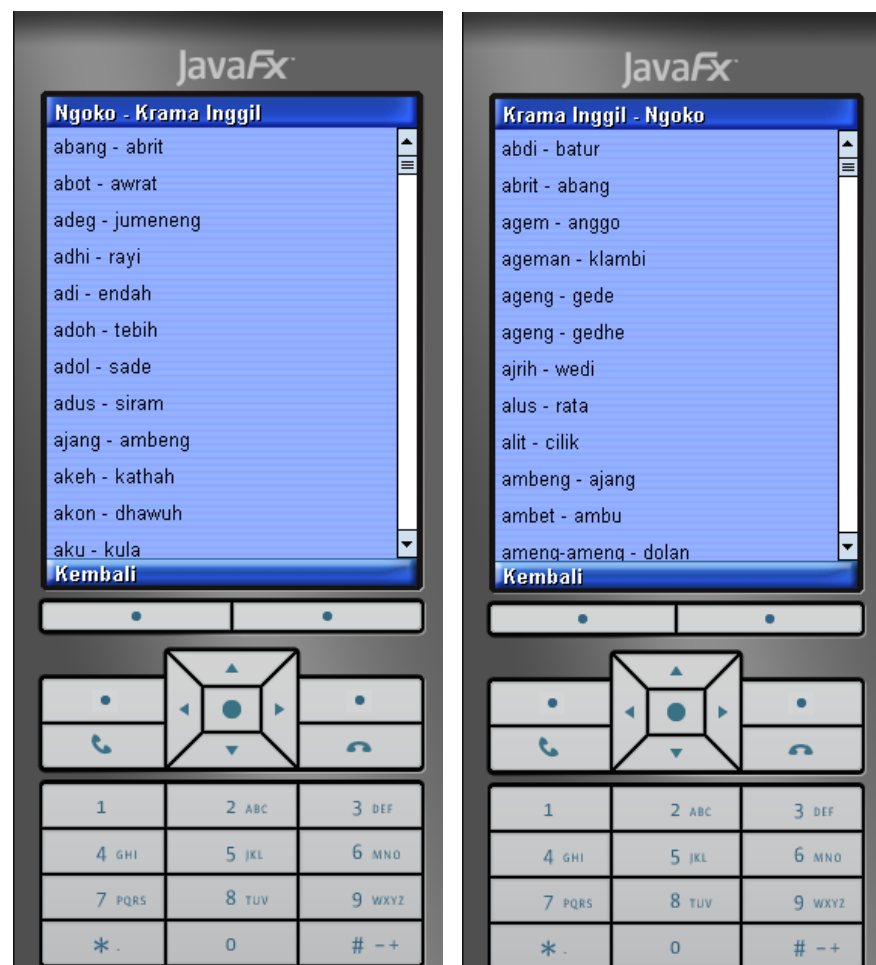 JavaFx
Ngoko - Krama Inggil
abang - abrit
abot - awrat
adeg - jumeneng
adhi - rayi
adi - endah
adoh - tebih
adol - sade
adus - siram
ajang - ambeng
akeh - kathah
akon - dhawuh
aku - kula
Kembali
1
2 ABC
3 DEF
4 GHI
5 JKL
6 MNO
7 PQRS
8 TUV
9 WXYZ
* .
0
# -+
JavaFx
Krama Inggil - Ngoko
abdi - batur
abrit - abang
agem - anggo
ageman - klambi
ageng - gede
ageng - gedhe
ajrih - wedi
alus - rata
alit - cilik
ambeng - ajang
ambet - ambu
ameng-ameng - dolan
Kembali
1
2 ABC
3 DEF
4 GHI
5 JKL
6 MNO
7 PQRS
8 TUV
9 WXYZ
* .
0
# -+